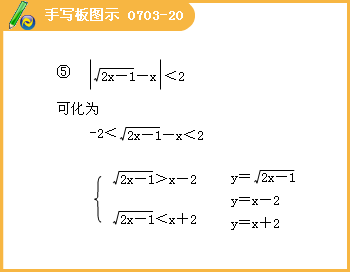 手写板图示 0703-20
⑤ |√(2x-1)-x|<2
可化为
-2<√(2x-1)-x<2
{ √(2x-1)>x-2 y=√(2x-1)
y=x-2
√(2x-1)<x+2 y=x+2